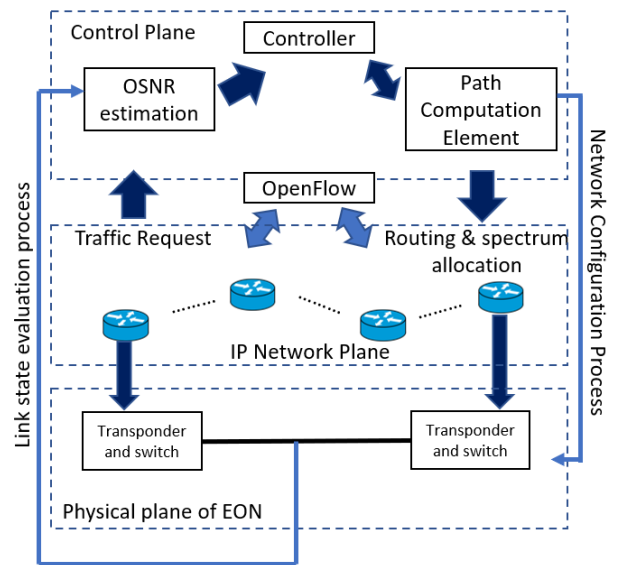 Control Plane
Controller
OSNR
estimation
Path
Computation
Element
OpenFlow
Traffic Request
Routing & spectrum
allocation
IP Network Plane
Transponder
and switch
Transponder
and switch
Physical plane of EON
Link state evaluation process
Network Configuration Process